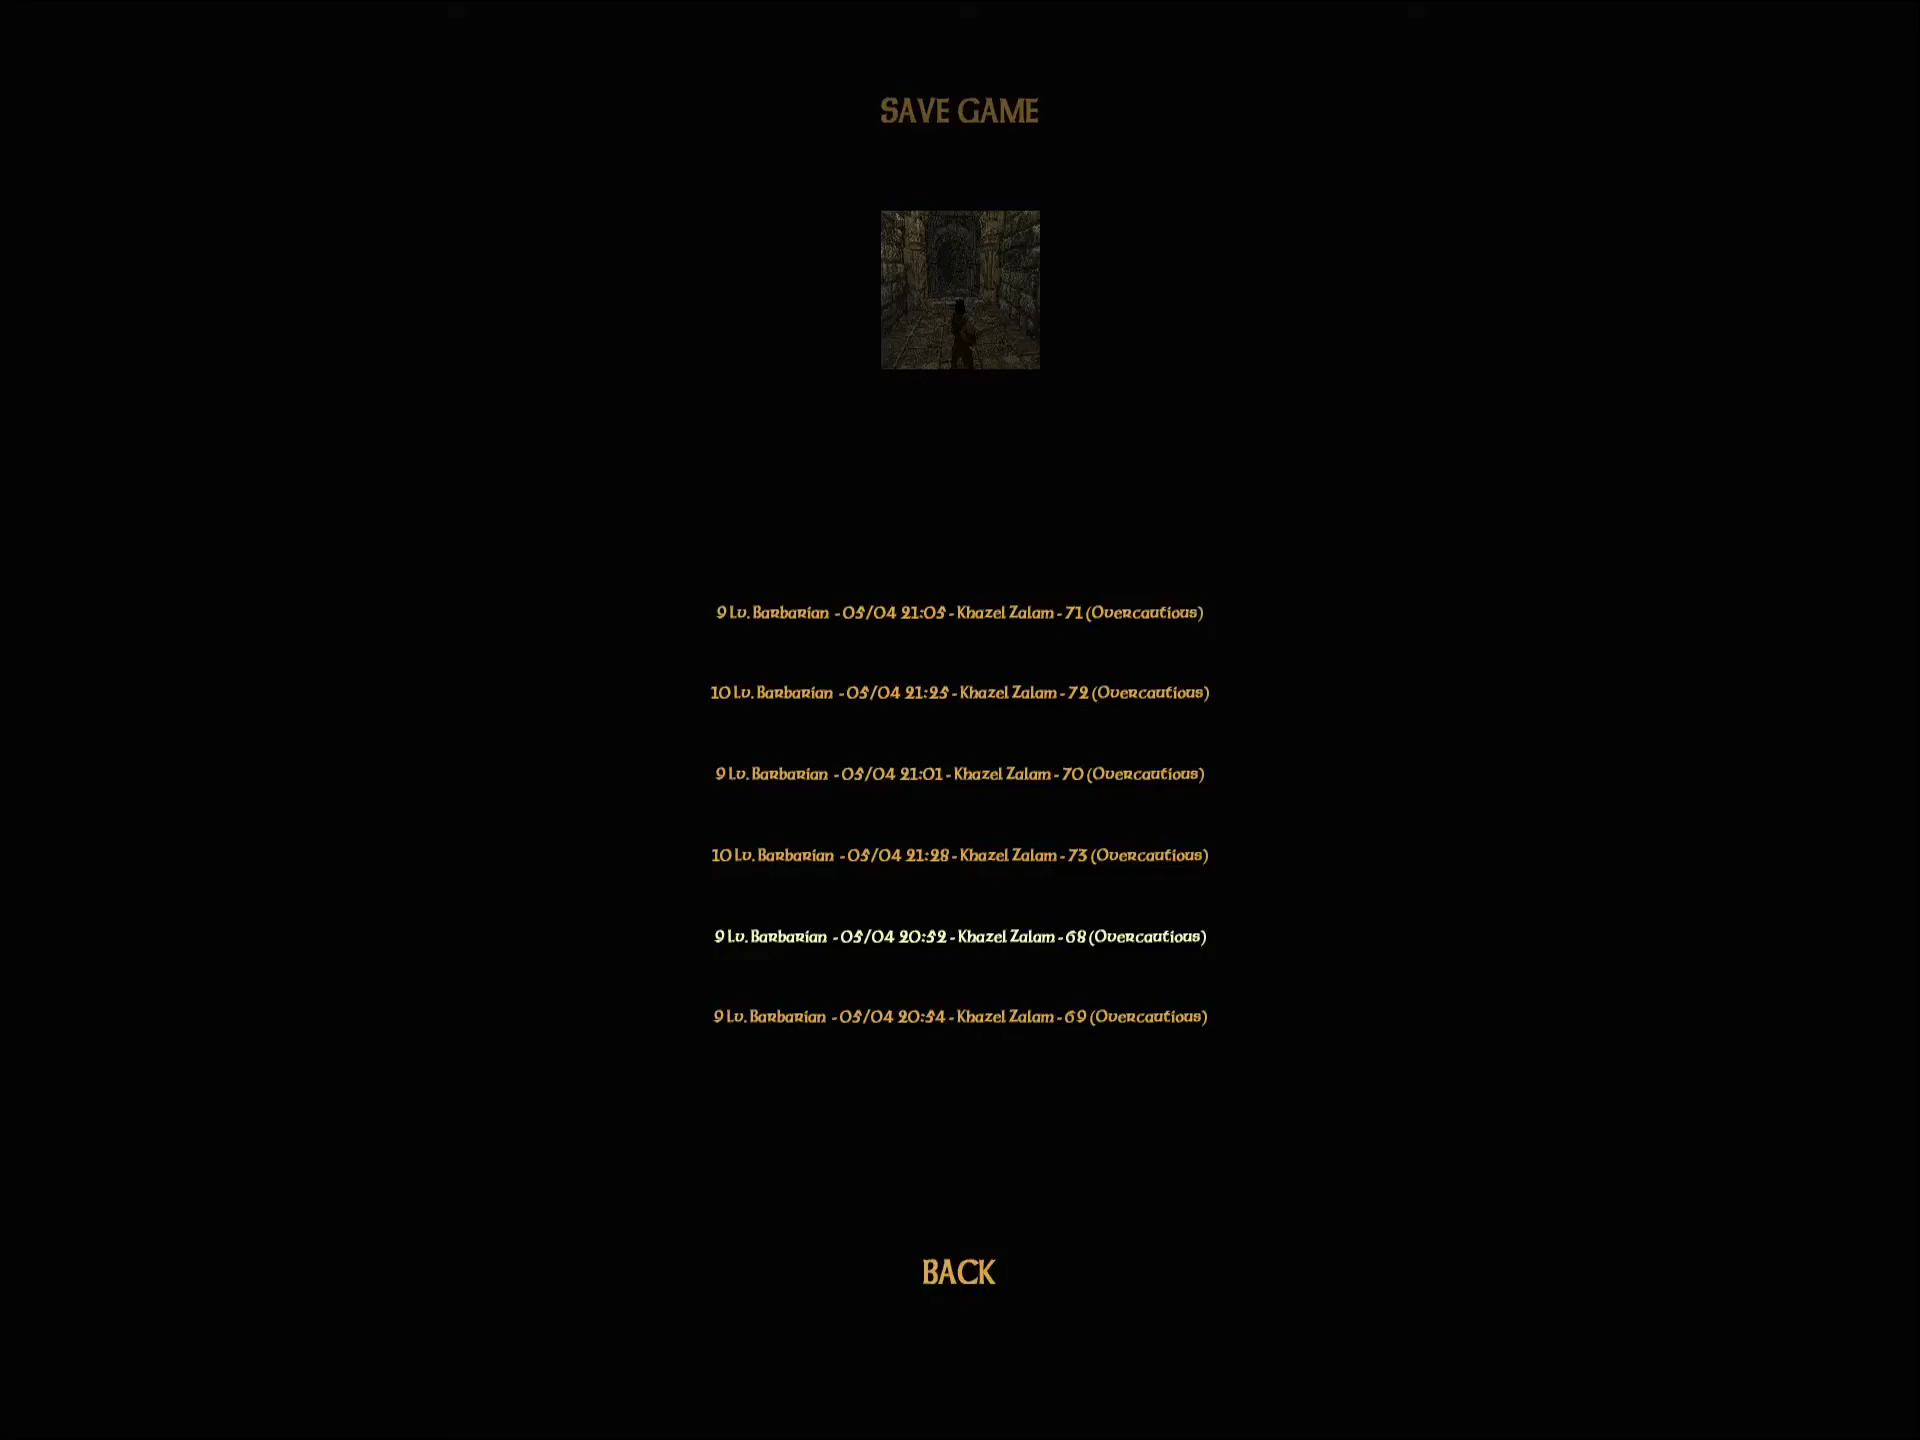 SAVE GAME
9 Lv. Barbarian - 05/04 21:05 - Khazel Zalam - 71 (Overcautious)
10 Lv. Barbarian - 05/04 21:25 - Khazel Zalam - 72 (Overcautious)
9 Lv. Barbarian - 05/04 21:01 - Khazel Zalam - 70 (Overcautious)
10 Lv. Barbarian - 05/04 21:28 - Khazel Zalam - 73 (Overcautious)
9 Lv. Barbarian - 05/04 20:52 - Khazel Zalam - 68 (Overcautious)
9 Lv. Barbarian - 05/04 20:54 - Khazel Zalam - 69 (Overcautious)
BACK